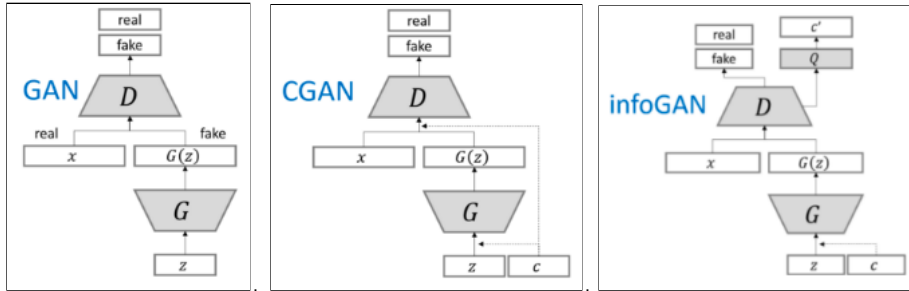 real
fake
GAN
D
real
fake
x
G(z)
G
z
.
real
fake
CGAN
D
x
G(z)
G
z
c
.
real
fake
c'
Q
infoGAN
D
x
G(z)
G
z
c